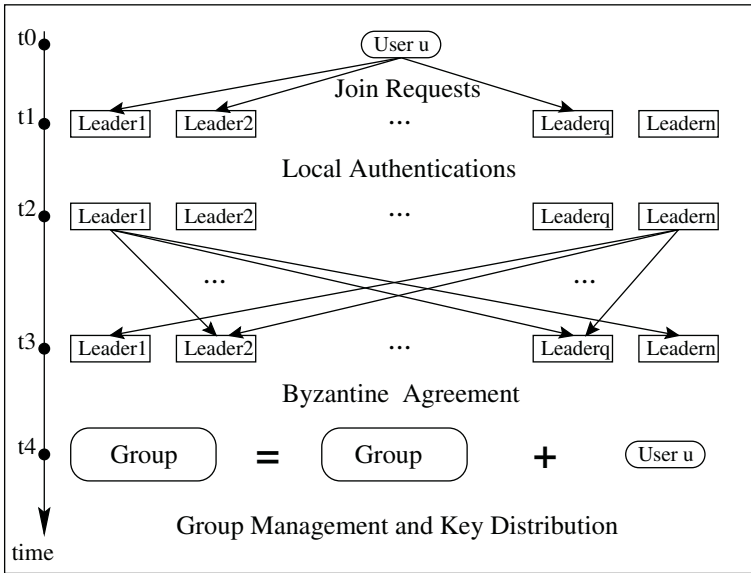 t0 User u
Join Requests
t1 Leader1 Leader2 ... Leaderq Leadern
Local Authentications
t2 Leader1 Leader2 ... Leaderq Leadern
... ...
t3 Leader1 Leader2 ... Leaderq Leadern
Byzantine Agreement
t4 Group = Group + User u
Group Management and Key Distribution
time